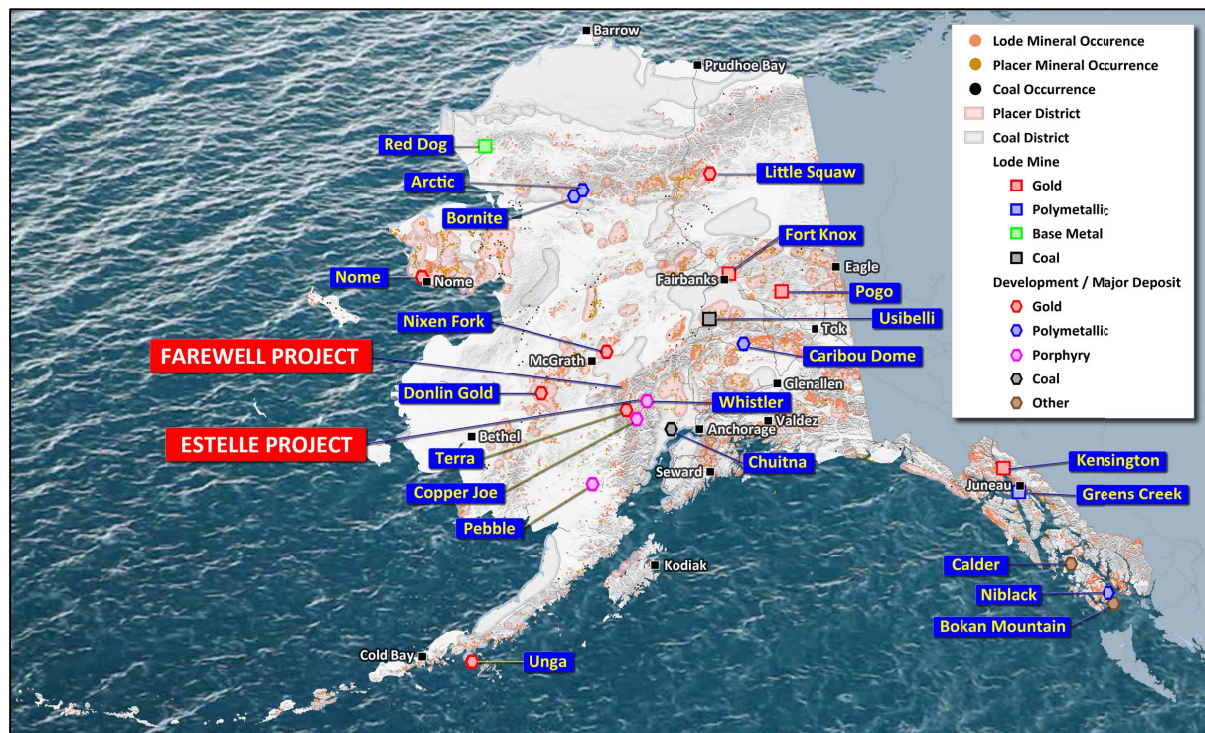 Barrow
Prudhoe Bay
Red Dog
Arctic
Bornite
Little Squaw
Fort Knox
Nome
Nome
Fairbanks
Eagle
Pogo
Usibelli
Nixen Fork
Tok
FAREWELL PROJECT
McGrath
Caribou Dome
Donlin Gold
Glenallen
Whistler
ESTELLE PROJECT
Bethel
Anchorage
Valdez
Terra
Chuitna
Seward
Copper Joe
Pebble
Kensington
Juneau
Greens Creek
Kodiak
Calder
Niblack
Bokan Mountain
Cold Bay
Unga
Lode Mineral Occurence
Placer Mineral Occurrence
Coal Occurrence
Placer District
Coal District
Lode Mine
Gold
Polymetallic
Base Metal
Coal
Development / Major Deposit
Gold
Polymetallic
Porphyry
Coal
Other